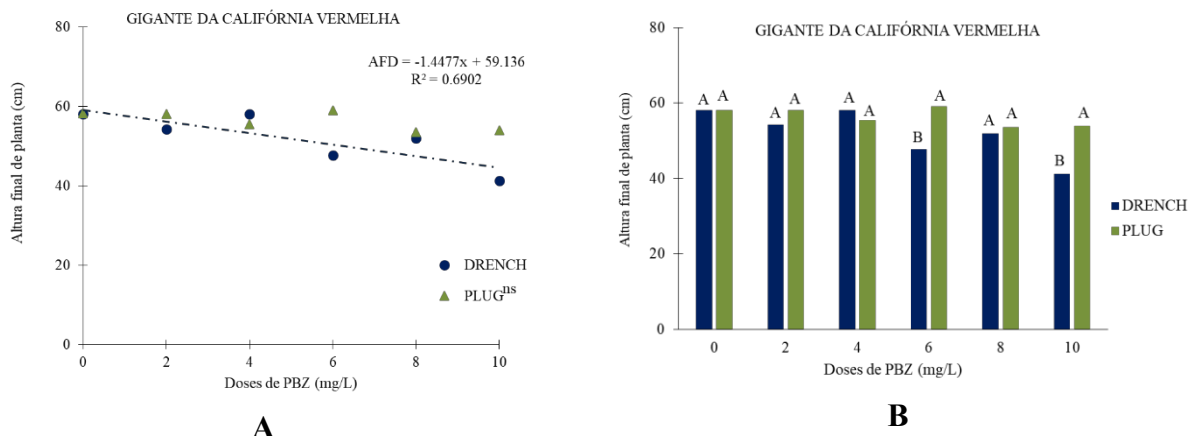 GIGANTE DA CALIFÓRNIA VERMELHA
80
60
40
20
0
Altura final de planta (cm)
AFD = -1.4477x + 59.136
R² = 0.6902
DRENCH
PLUGⁿˢ
0 2 4 6 8 10
Doses de PBZ (mg/L)
A
GIGANTE DA CALIFÓRNIA VERMELHA
80
60
40
20
0
Altura final de planta (cm)
A A A A A A B A A A B A
DRENCH
PLUG
0 2 4 6 8 10
Doses de PBZ (mg/L)
B